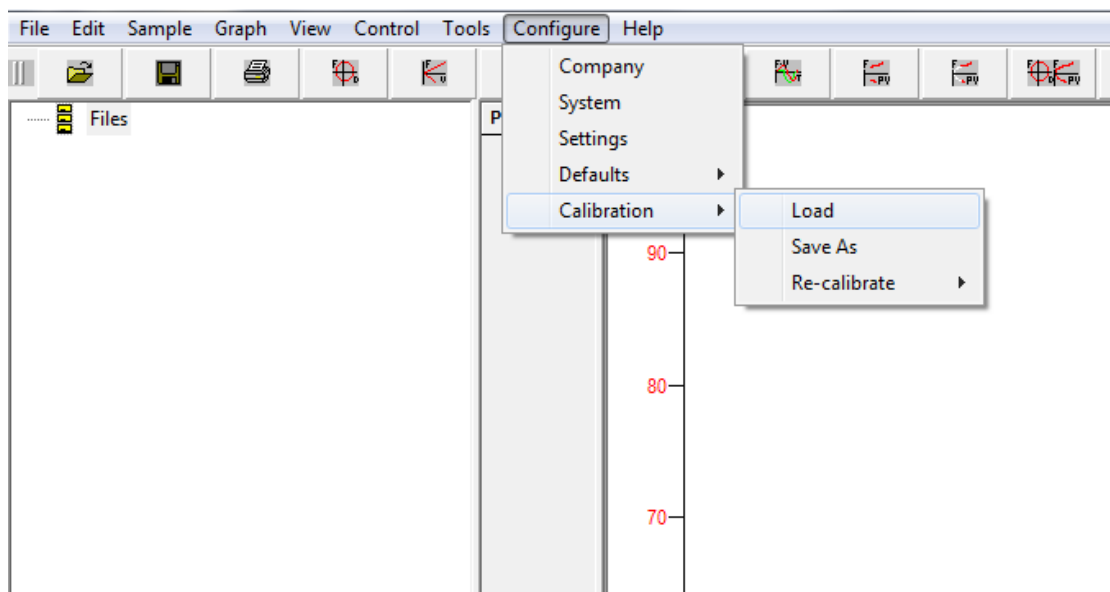 File Edit Sample Graph View Control Tools Configure Help
Files
P
Company
System
Settings
Defaults
Calibration
Load
Save As
Re-calibrate
90
80
70